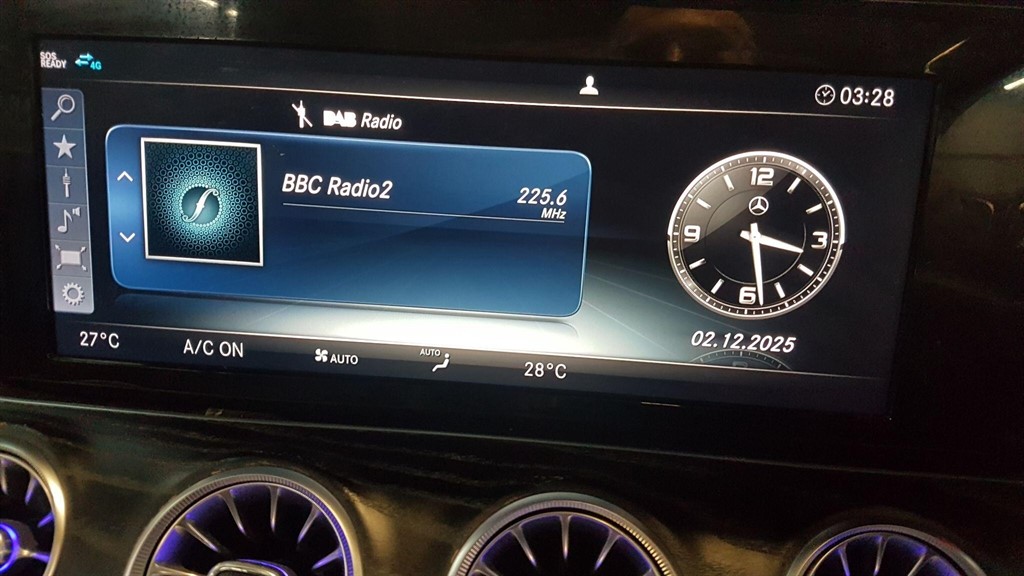 SOS
READY
4G
03:28
DAB Radio
BBC Radio2
225.6
MHz
12
9
3
6
02.12.2025
27°C
A/C ON
AUTO
AUTO
28°C